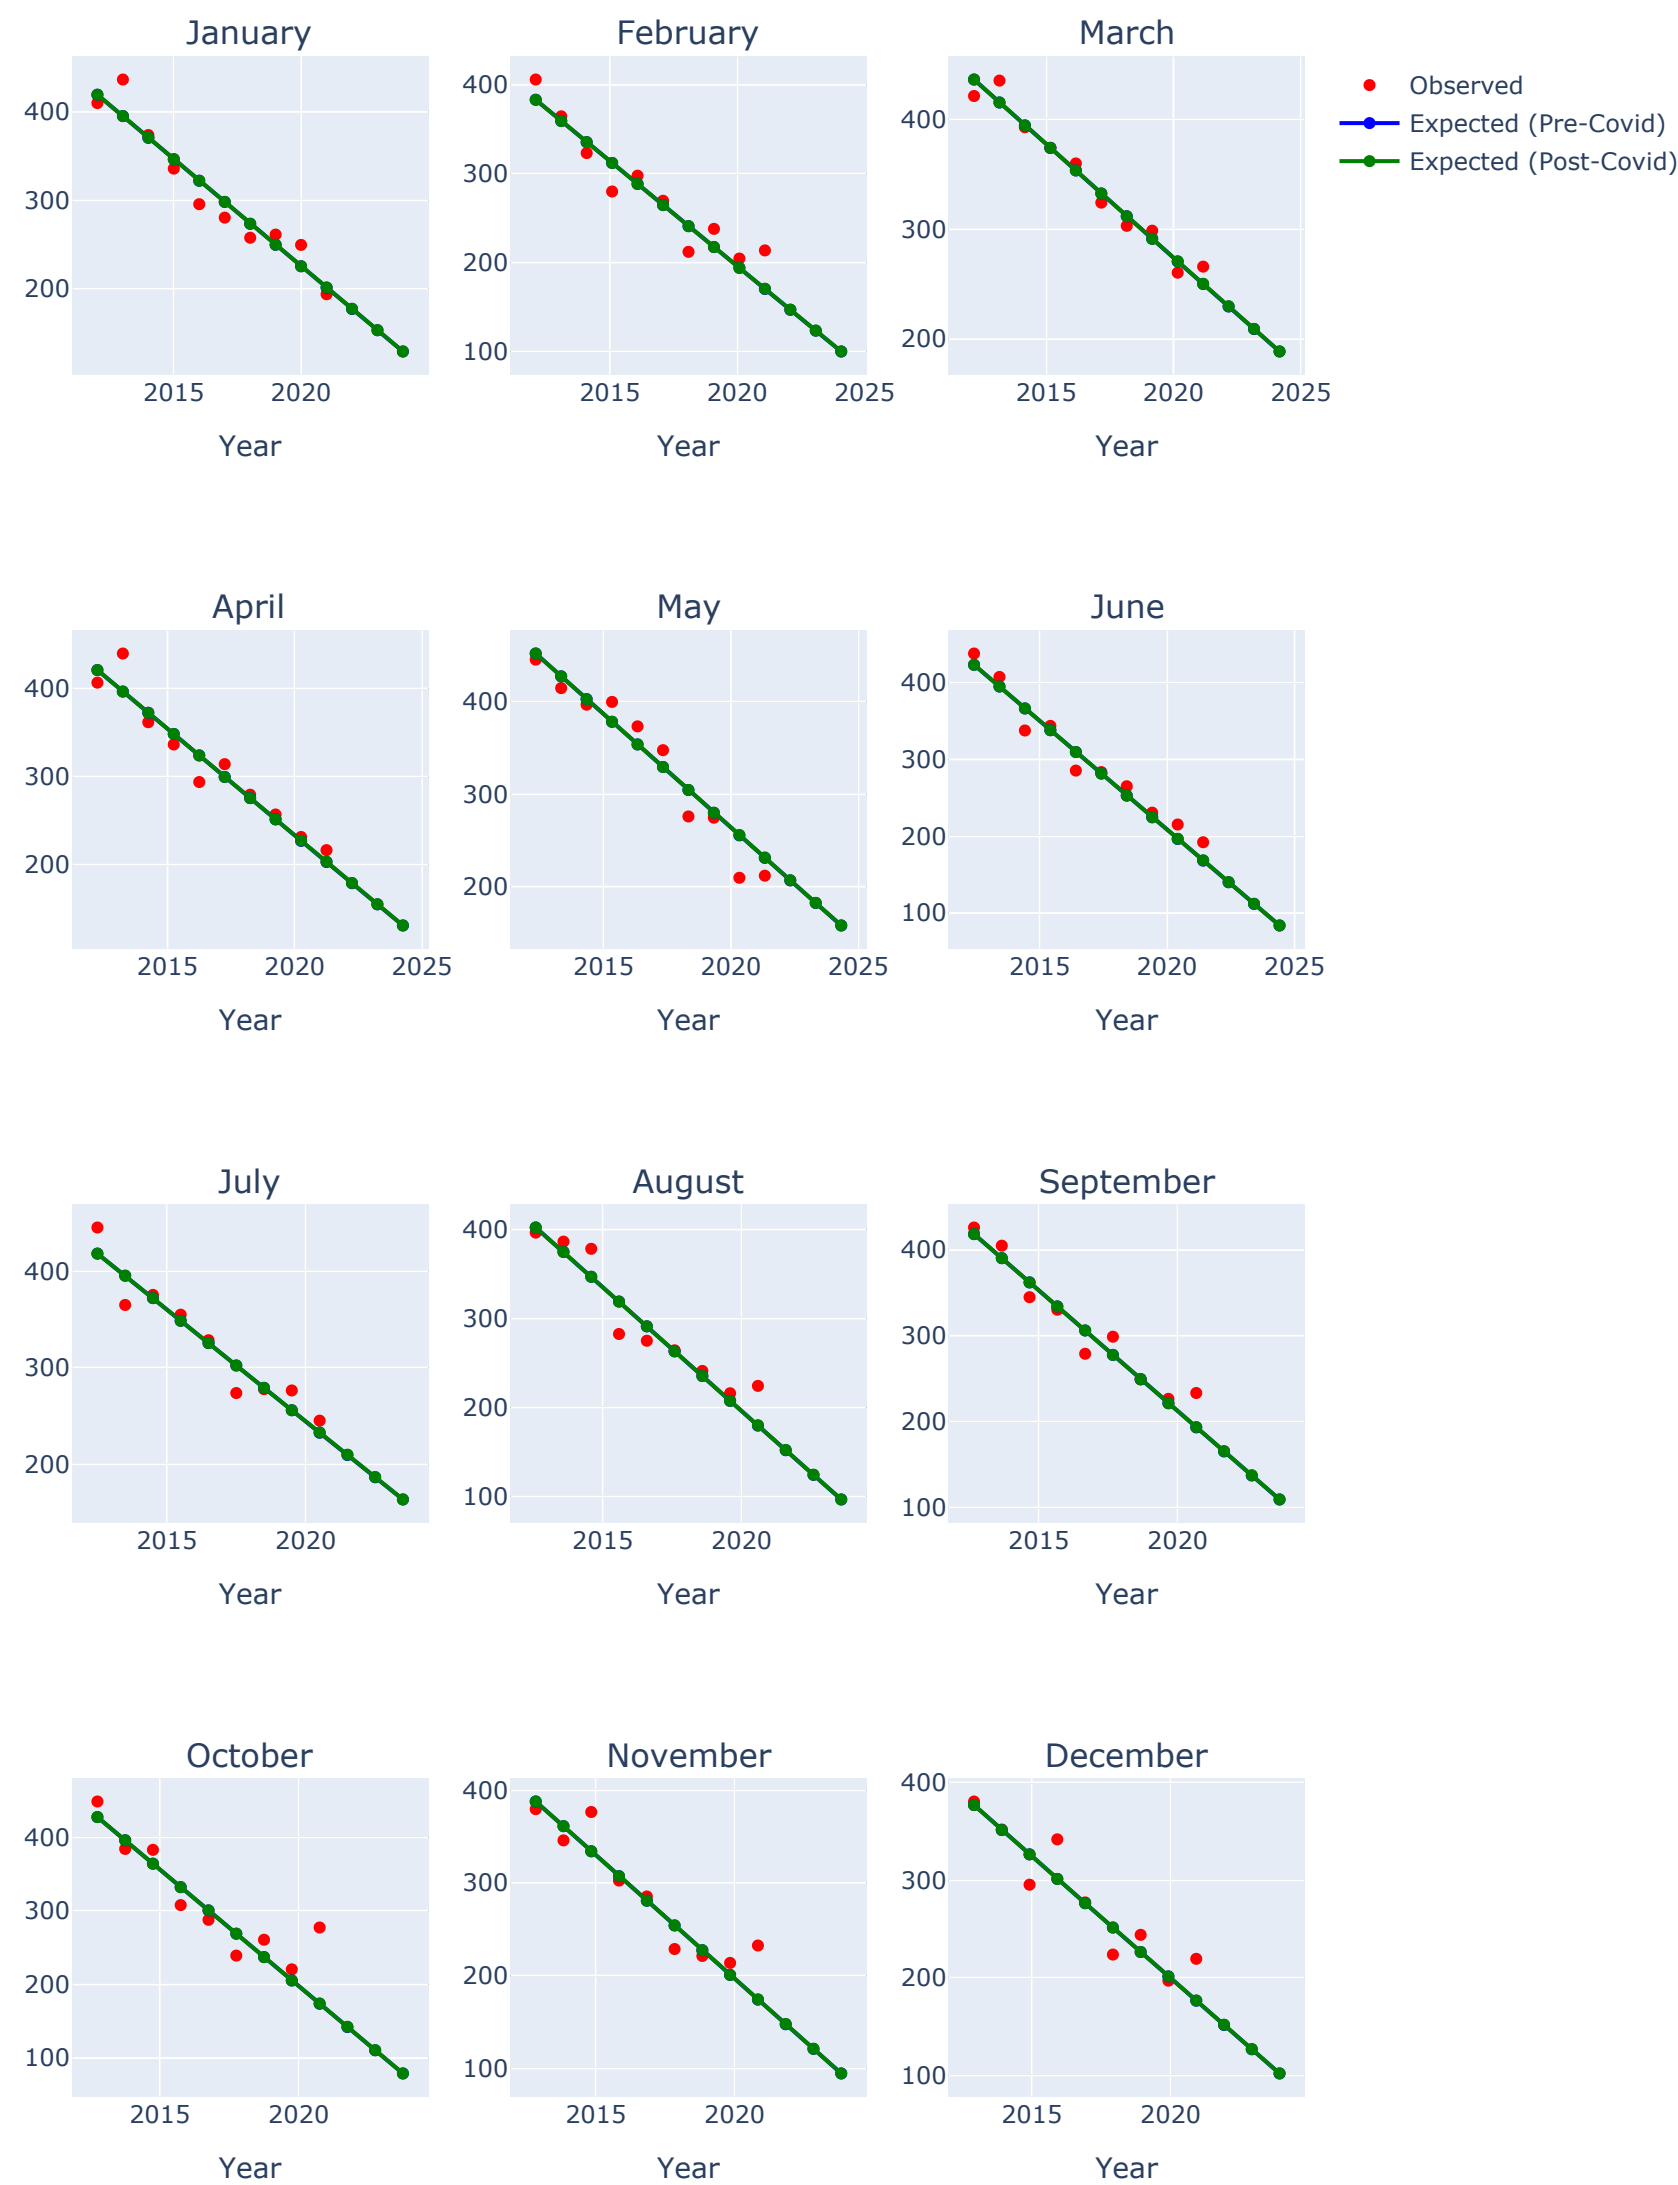 January
February
March
Observed
Expected (Pre-Covid)
Expected (Post-Covid)
400
300
200
2015
2020
Year
400
300
200
100
2015
2020
2025
Year
400
300
200
2015
2020
2025
Year
April
May
June
400
300
200
2015
2020
2025
Year
400
300
200
2015
2020
2025
Year
400
300
200
100
2015
2020
2025
Year
July
August
September
400
300
200
2015
2020
Year
400
300
200
100
2015
2020
Year
400
300
200
100
2015
2020
Year
October
November
December
400
300
200
100
2015
2020
Year
400
300
200
100
2015
2020
Year
400
300
200
100
2015
2020
Year